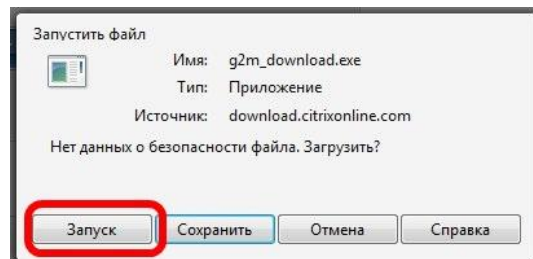 Запустить файл
Имя: g2m_download.exe
Тип: Приложение
Источник: download.citrixonline.com
Нет данных о безопасности файла. Загрузить?
Запуск Сохранить Отмена Справка